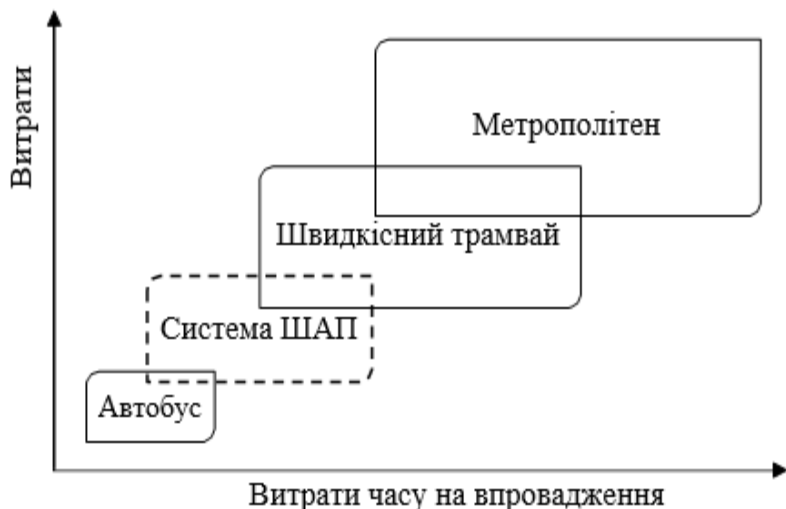 Витрати
Метрополітен
Швидкісний трамвай
Система ШАП
Автобус
Витрати часу на впровадження